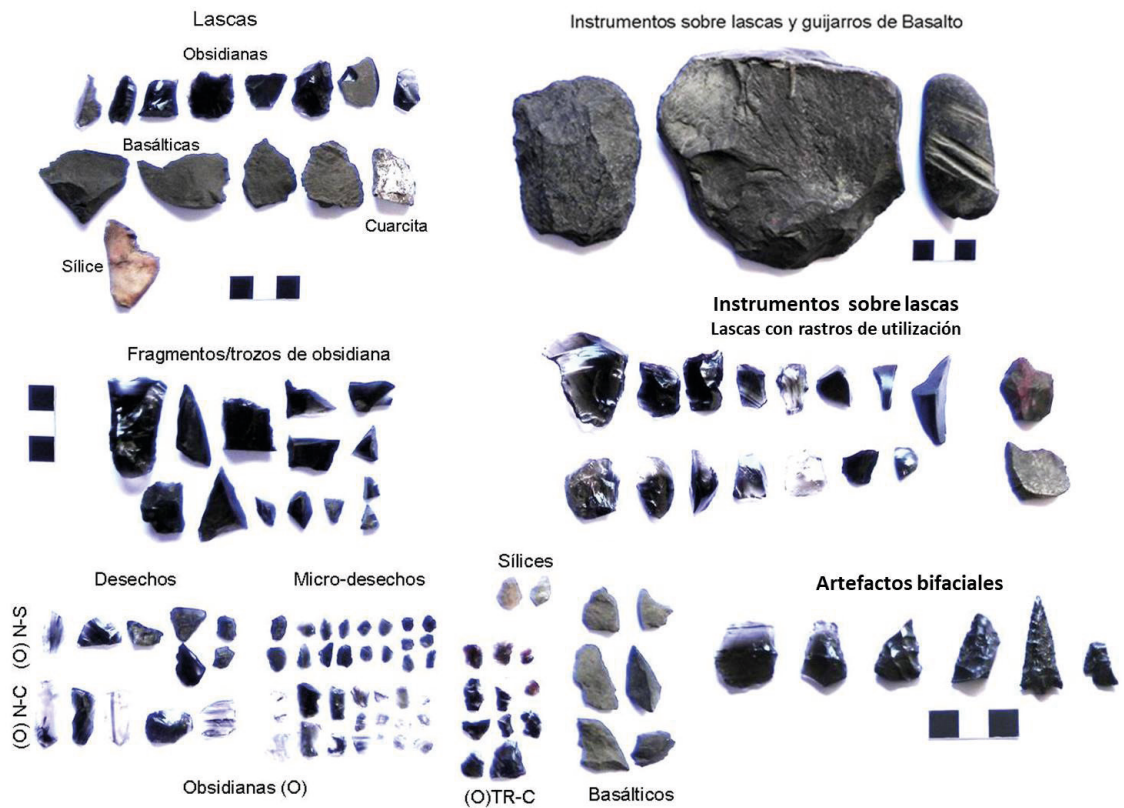 Lascas
Obsidianas
Basálticas
Cuarcita
Sílice
Instrumentos sobre lascas y guijarros de Basalto
Instrumentos sobre lascas
Lascas con rastros de utilización
Fragmentos/trozos de obsidiana
Desechos
Micro-desechos
Sílices
(O) N-S
(O) N-C
Obsidianas (O)
(O)TR-C
Basálticos
Artefactos bifaciales